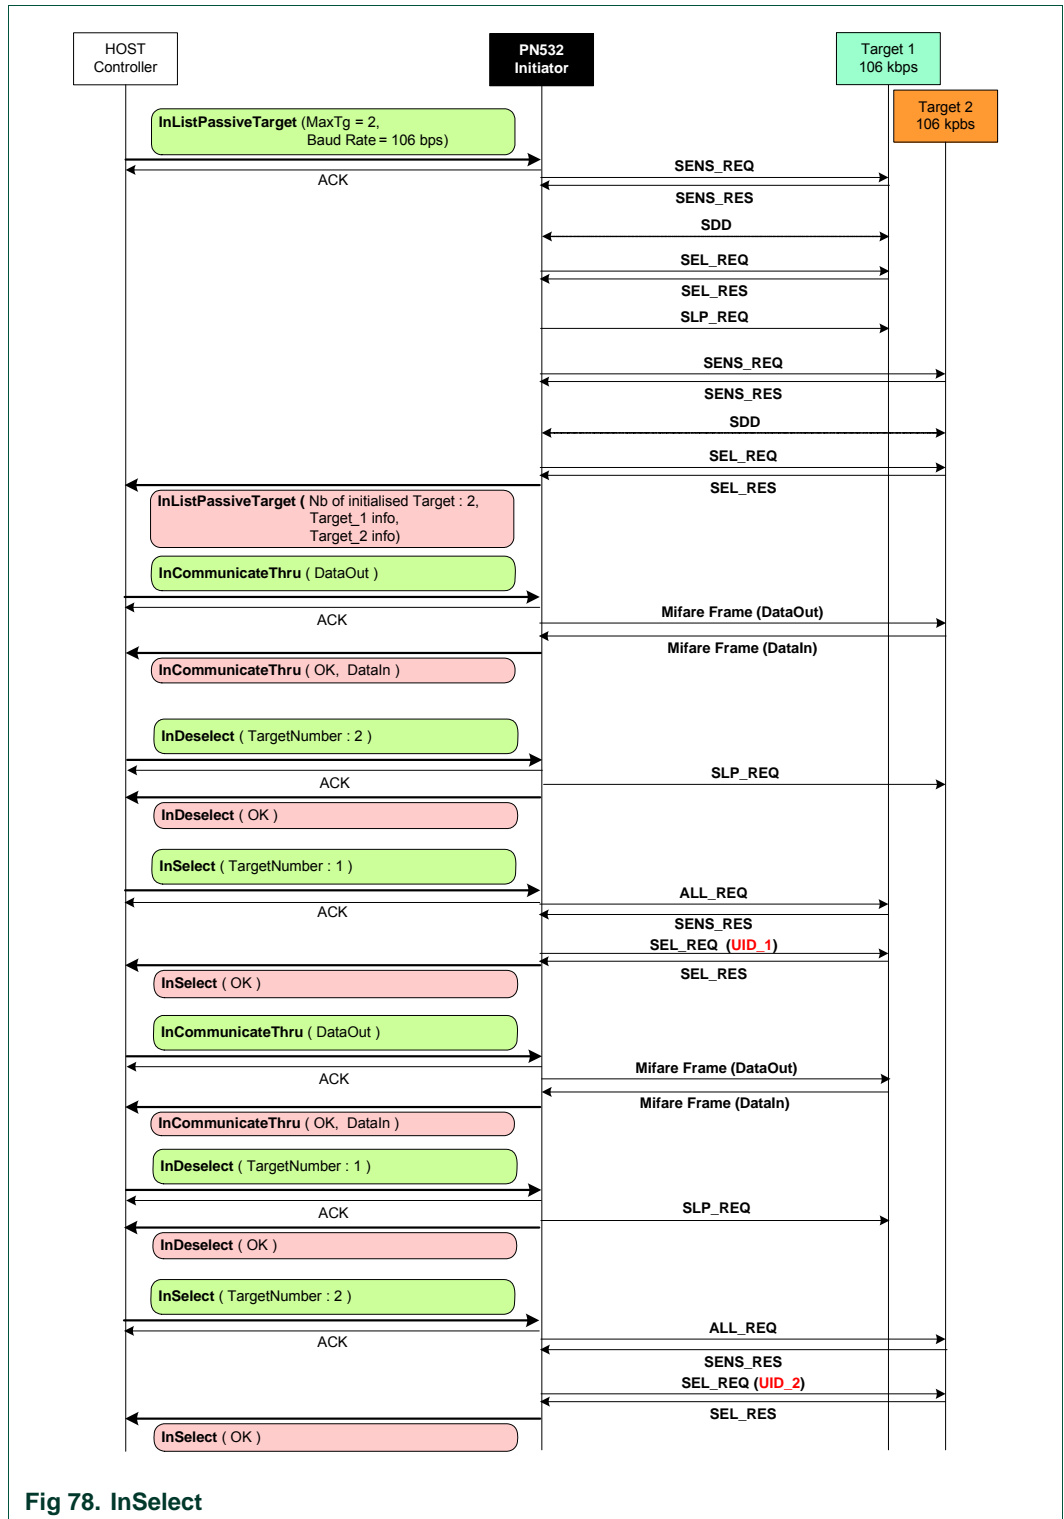 HOST
Controller
PN532
Initiator
Target 1
106 kbps
Target 2
106 kpbs
InListPassiveTarget (MaxTg = 2,
Baud Rate = 106 bps)
ACK
SENS_REQ
SENS_RES
SDD
SEL_REQ
SEL_RES
SLP_REQ
SENS_REQ
SENS_RES
SDD
SEL_REQ
SEL_RES
InListPassiveTarget ( Nb of initialised Target : 2,
Target_1 info,
Target_2 info)
InCommunicateThru ( DataOut )
ACK
Mifare Frame (DataOut)
Mifare Frame (DataIn)
InCommunicateThru ( OK, DataIn )
InDeselect ( TargetNumber : 2 )
ACK
SLP_REQ
InDeselect ( OK )
InSelect ( TargetNumber : 1 )
ACK
ALL_REQ
SENS_RES
SEL_REQ (UID_1)
SEL_RES
InSelect ( OK )
InCommunicateThru ( DataOut )
ACK
Mifare Frame (DataOut)
Mifare Frame (DataIn)
InCommunicateThru ( OK, DataIn )
InDeselect ( TargetNumber : 1 )
ACK
SLP_REQ
InDeselect ( OK )
InSelect ( TargetNumber : 2 )
ACK
ALL_REQ
SENS_RES
SEL_REQ (UID_2)
SEL_RES
InSelect ( OK )
Fig 78. InSelect